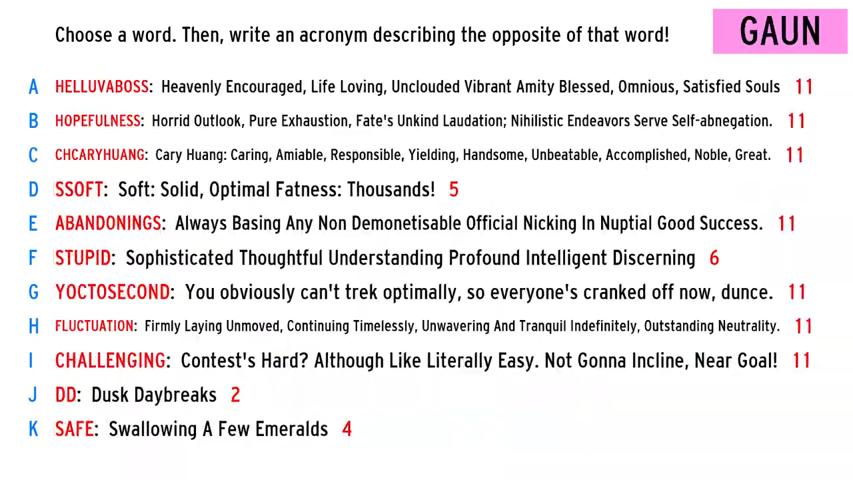 Choose a word. Then, write an acronym describing the opposite of that word!
GAUN
A HELLUVABOSS: Heavenly Encouraged, Life Loving, Unclouded Vibrant Amity Blessed, Omnious, Satisfied Souls 11
B HOPEFULNESS: Horrid Outlook, Pure Exhaustion, Fate's Unkind Laudation; Nihilistic Endeavors Serve Self-abnegation. 11
C CHCARYHUANG: Cary Huang: Caring, Amiable, Responsible, Yielding, Handsome, Unbeatable, Accomplished, Noble, Great. 11
D SSOFT: Soft: Solid, Optimal Fatness: Thousands! 5
E ABANDONINGS: Always Basing Any Non Demonetisable Official Nicking In Nuptial Good Success. 11
F STUPID: Sophisticated Thoughtful Understanding Profound Intelligent Discerning 6
G YOCTOSECOND: You obviously can't trek optimally, so everyone's cranked off now, dunce. 11
H FLUCTUATION: Firmly Laying Unmoved, Continuing Timelessly, Unwavering And Tranquil Indefinitely, Outstanding Neutrality. 11
I CHALLENGING: Contest's Hard? Although Like Literally Easy. Not Gonna Incline, Near Goal! 11
J DD: Dusk Daybreaks 2
K SAFE: Swallowing A Few Emeralds 4